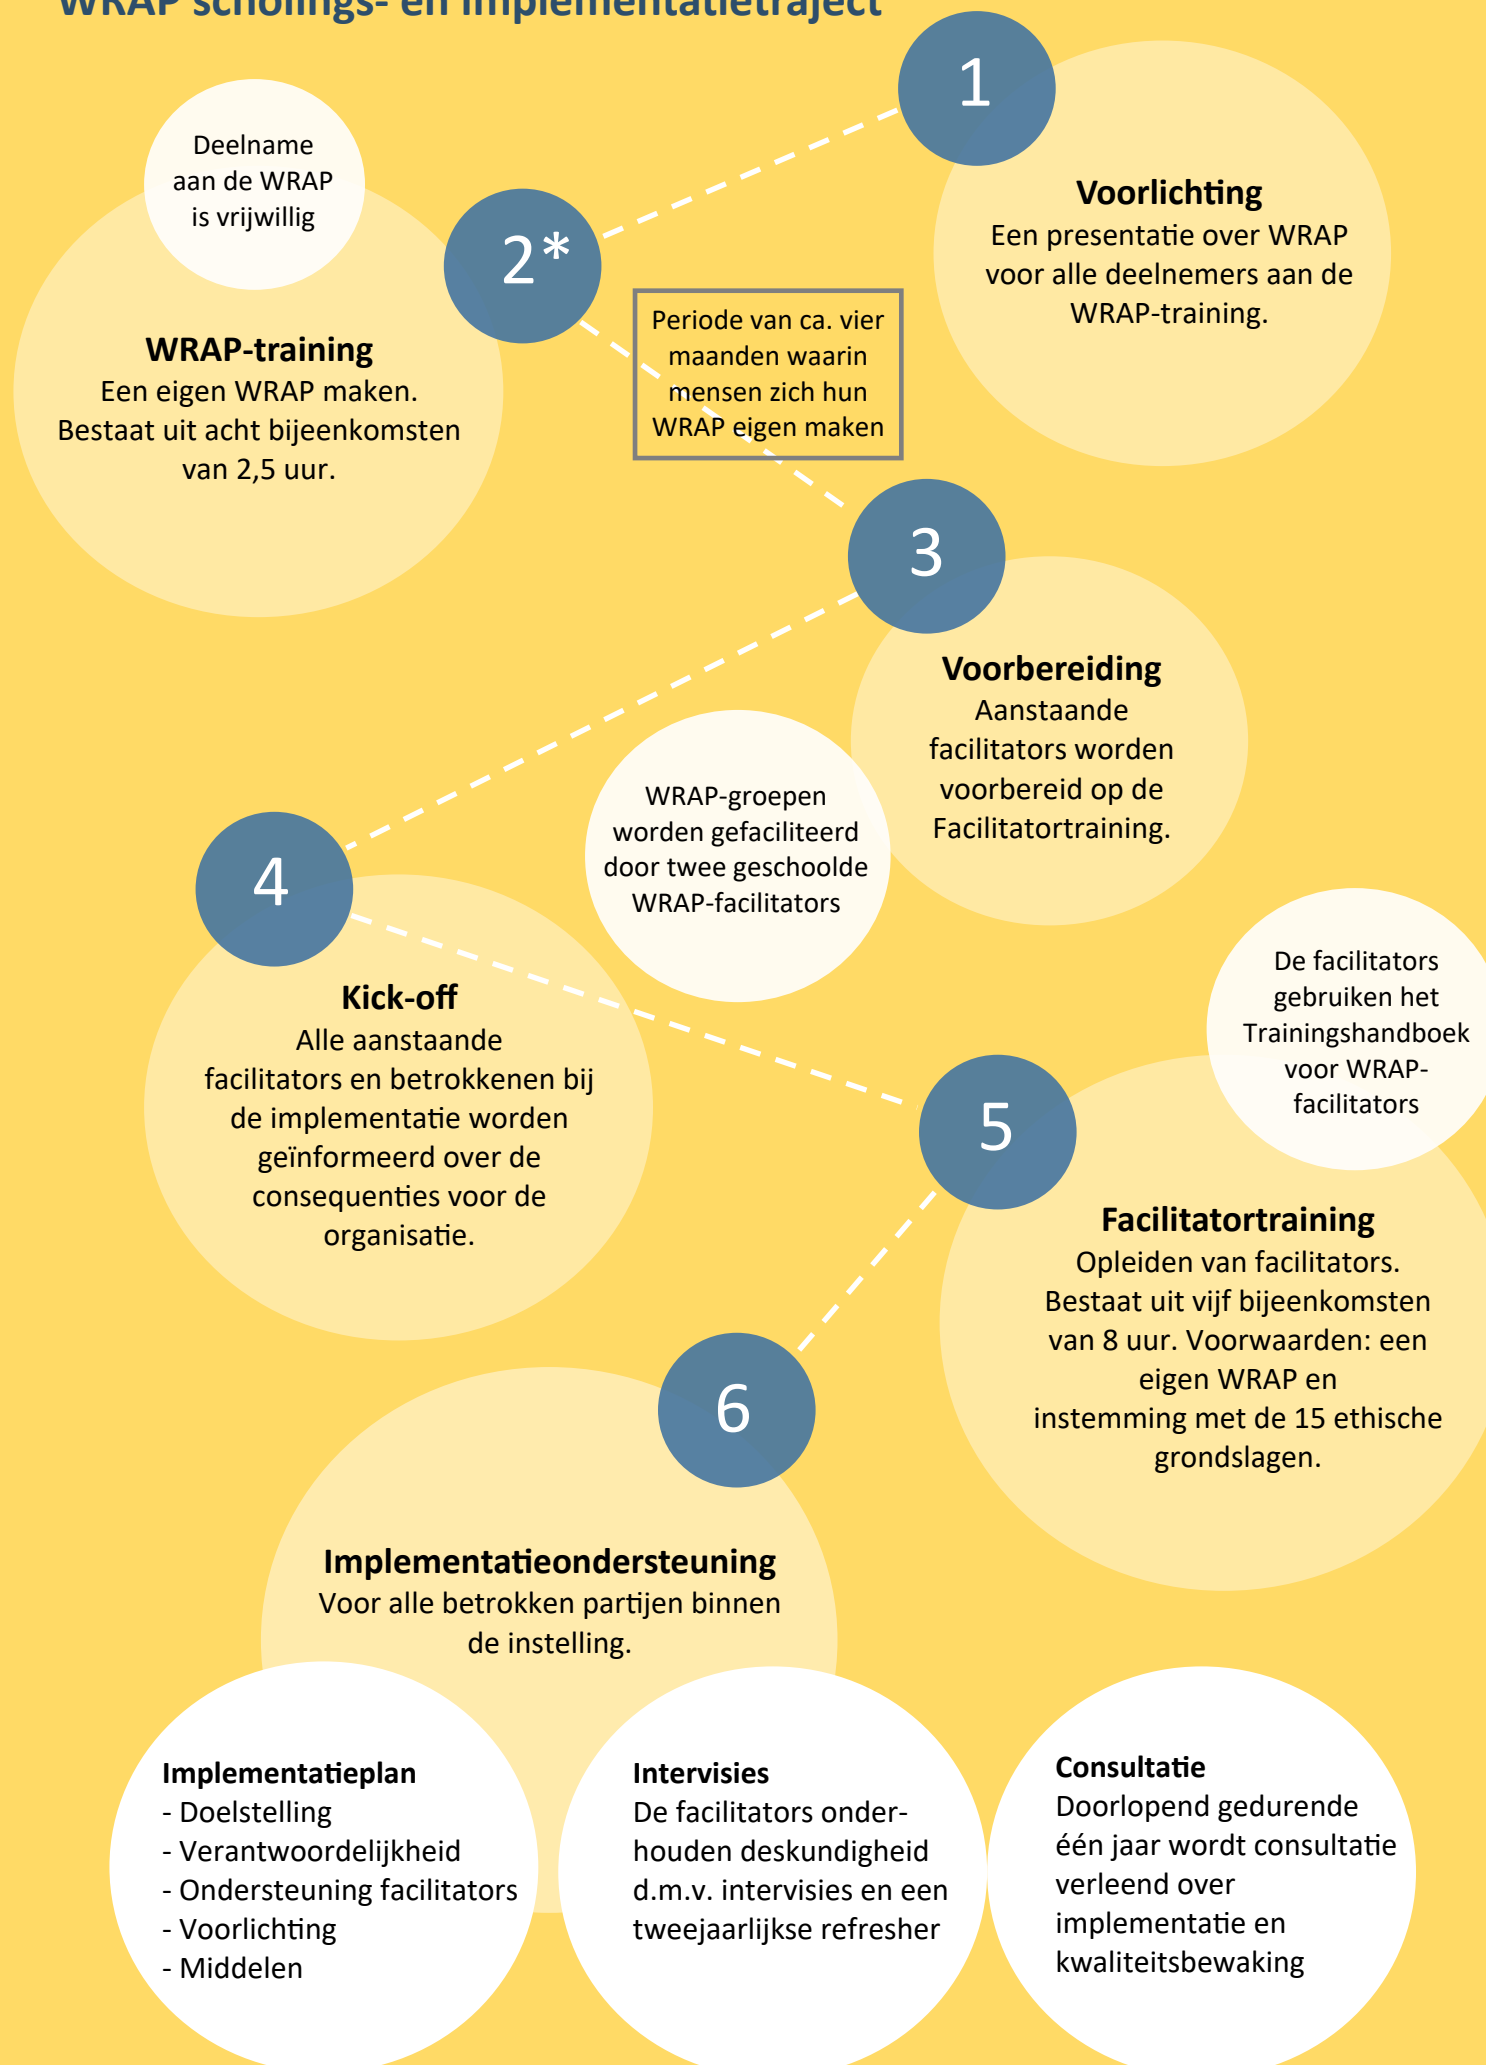 WRAP scholings- en implementatietraject
1
Voorlichting
Een presentatie over WRAP
voor alle deelnemers aan de
WRAP-training.
Deelname
aan de WRAP
is vrijwillig
2*
WRAP-training
Een eigen WRAP maken.
Bestaat uit acht bijeenkomsten
van 2,5 uur.
Periode van ca. vier
maanden waarin
mensen zich hun
WRAP eigen maken
3
Voorbereiding
Aanstaande
facilitators worden
voorbereid op de
Facilitatortraining.
WRAP-groepen
worden gefaciliteerd
door twee geschoolde
WRAP-facilitators
4
Kick-off
Alle aanstaande
facilitators en betrokkenen bij
de implementatie worden
geïnformeerd over de
consequenties voor de
organisatie.
De facilitators
gebruiken het
Trainingshandboek
voor WRAP-
facilitators
5
Facilitatortraining
Opleiden van facilitators.
Bestaat uit vijf bijeenkomsten
van 8 uur. Voorwaarden: een
eigen WRAP en
instemming met de 15 ethische
grondslagen.
6
Implementatieondersteuning
Voor alle betrokken partijen binnen
de instelling.
Implementatieplan
- Doelstelling
- Verantwoordelijkheid
- Ondersteuning facilitators
- Voorlichting
- Middelen
Intervisies
De facilitators onder-
houden deskundigheid
d.m.v. intervisies en een
tweejaarlijkse refresher
Consultatie
Doorlopend gedurende
één jaar wordt consultatie
verleend over
implementatie en
kwaliteitsbewaking